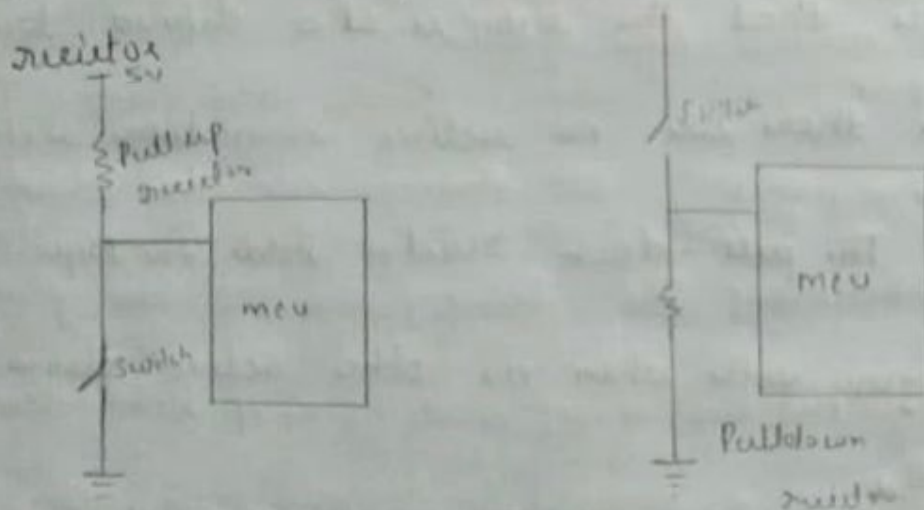 resistor
5V
Pull up
resistor
mcu
Switch
Switch
mcu
Pulldown
resistor